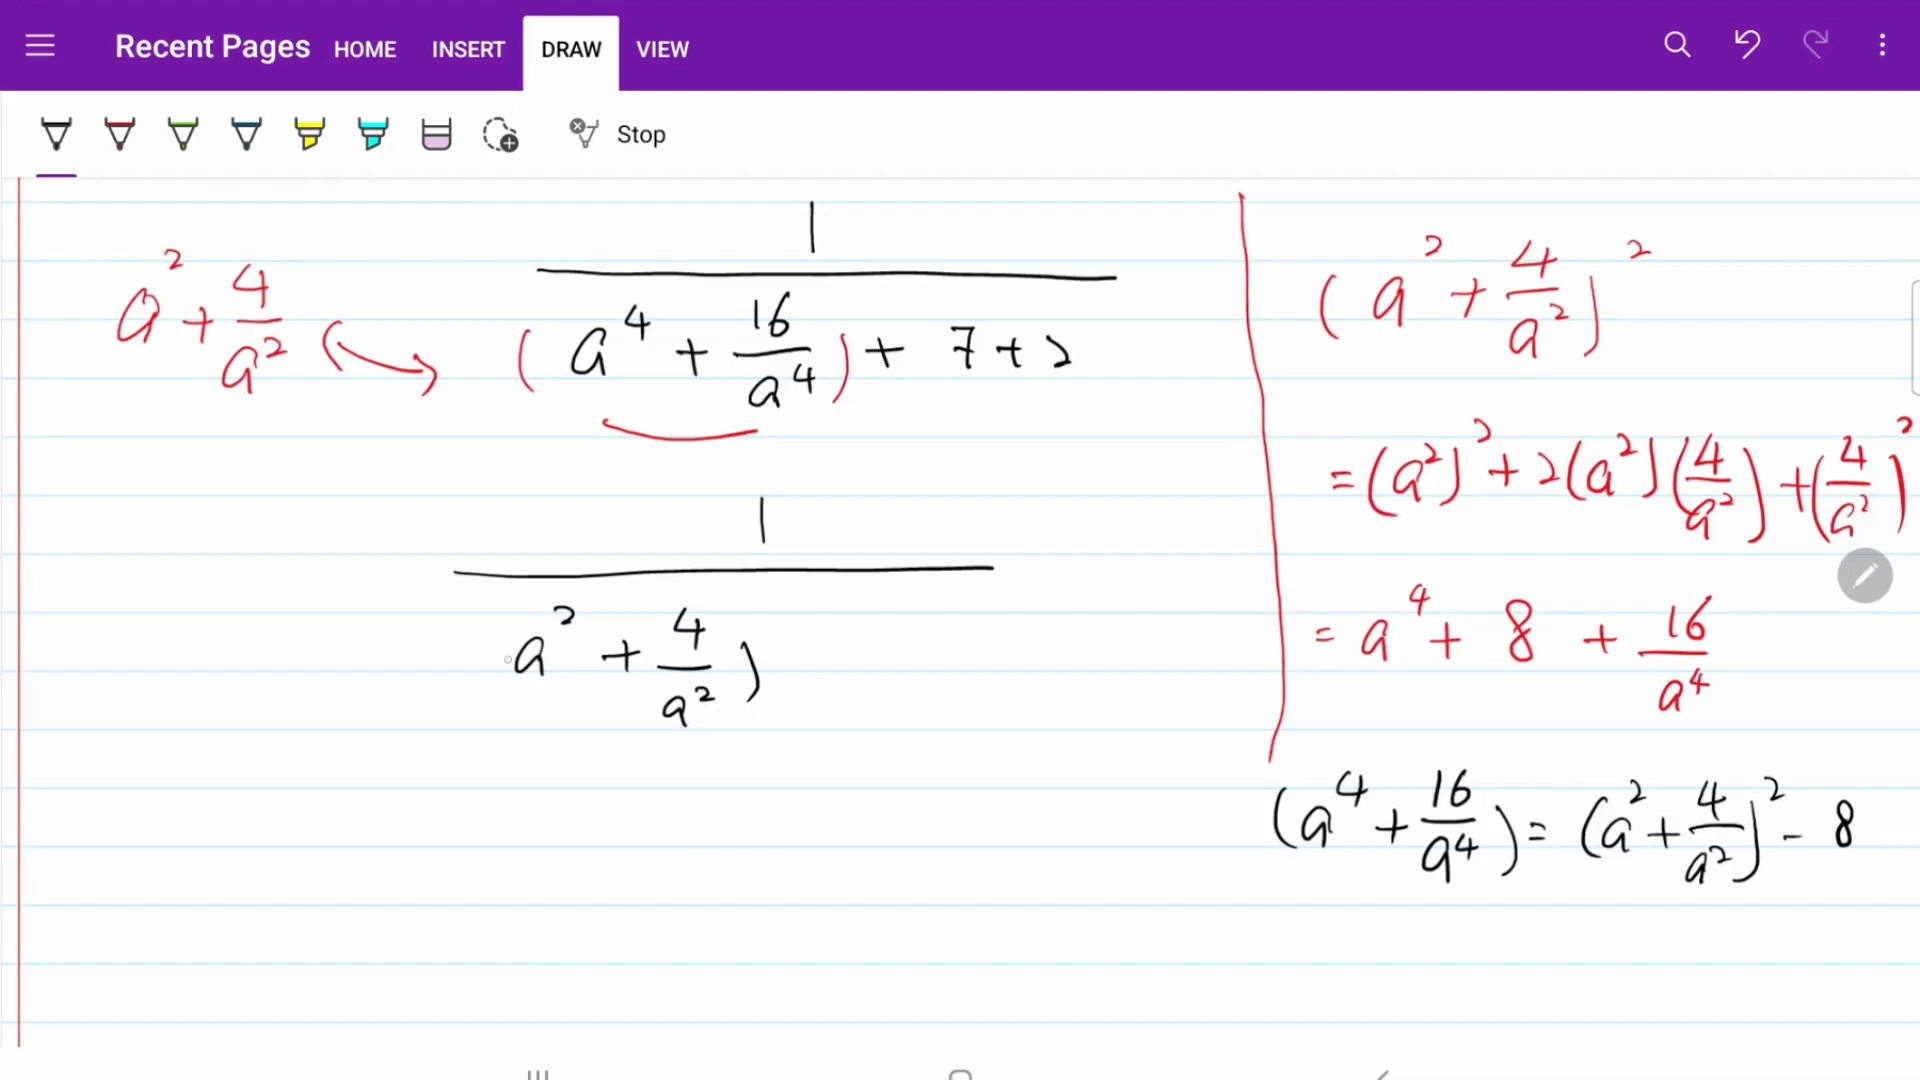 Recent Pages HOME INSERT DRAW VIEW
Stop
a² + 4/a²
1/((a⁴ + 16/a⁴) + 7 + 2
1/(a² + 4/a²)
(a² + 4/a²)²
= (a²)² + 2(a²)(4/a²) + (4/a²)²
= a⁴ + 8 + 16/a⁴
(a⁴ + 16/a⁴) = (a² + 4/a²)² - 8